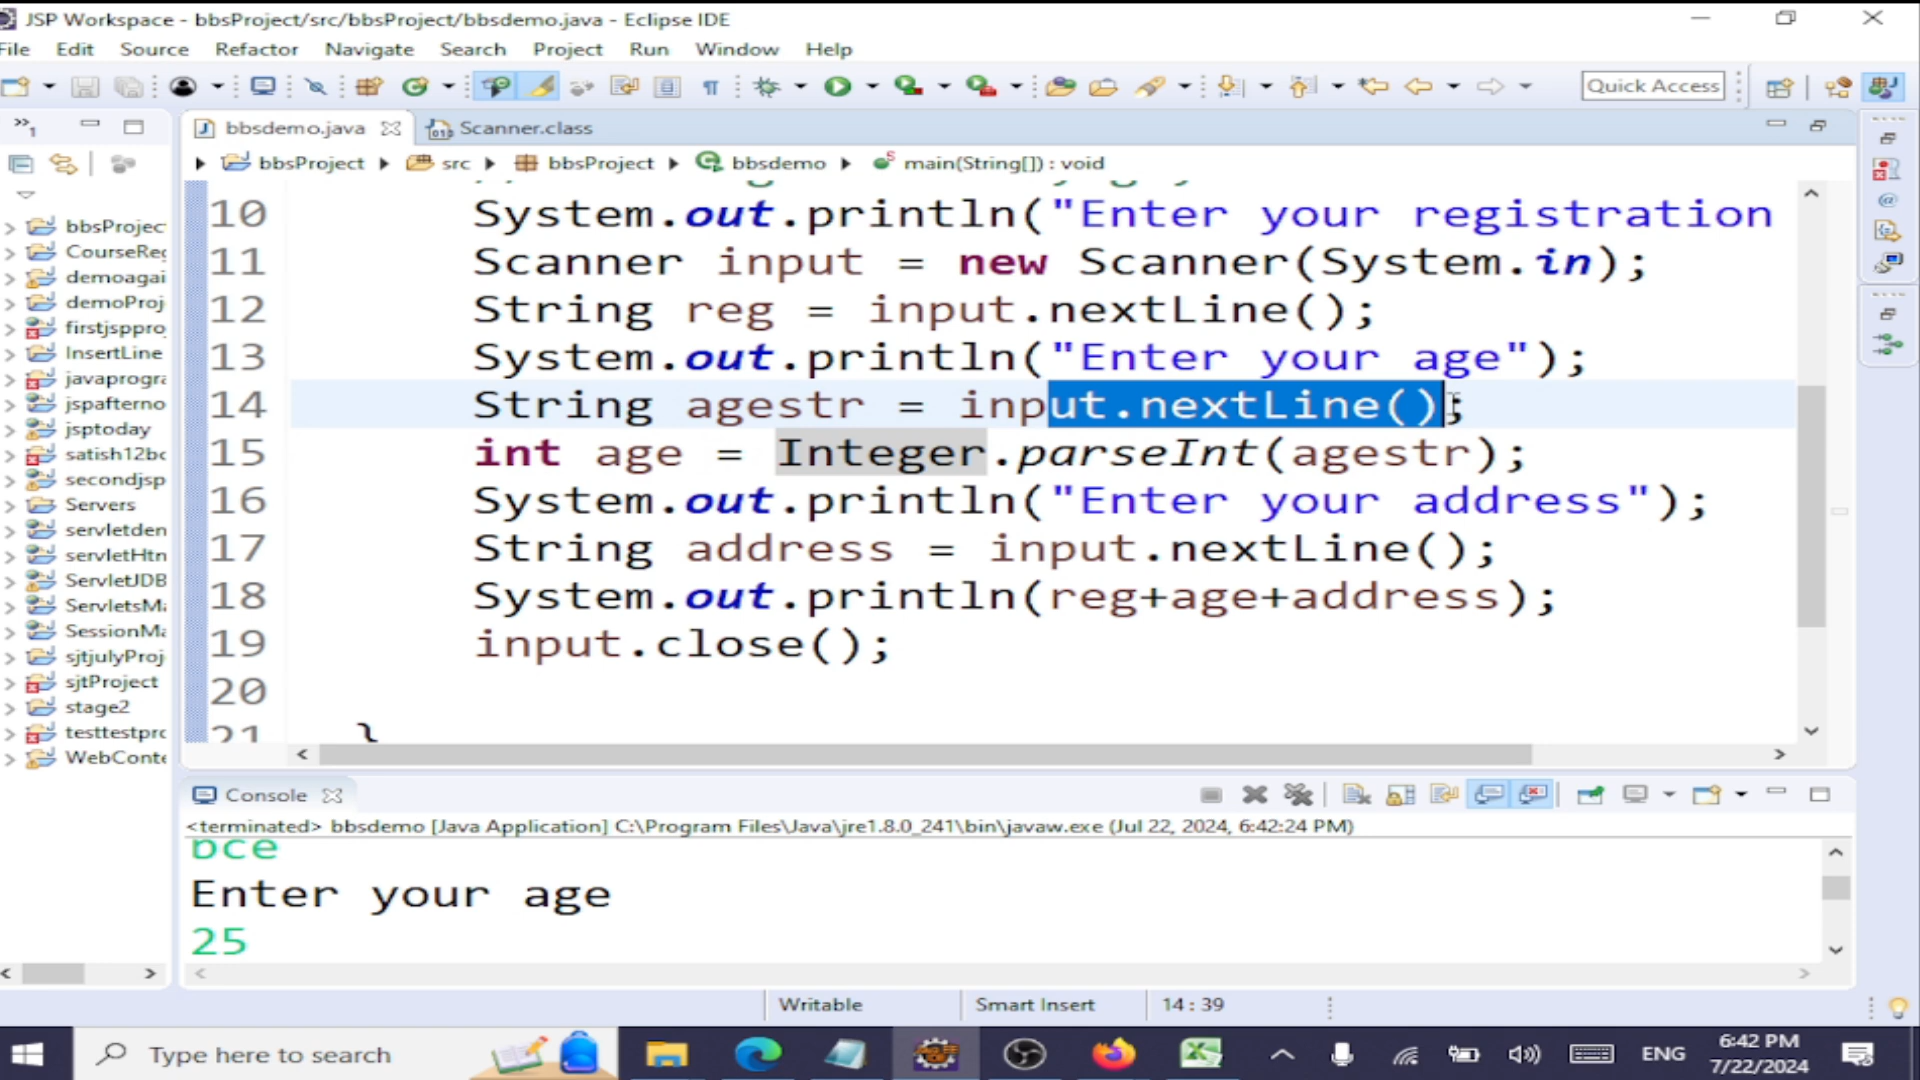 JSP Workspace - bbsProject/src/bbsProject/bbsdemo.java - Eclipse IDE
File Edit Source Refactor Navigate Search Project Run Window Help
Quick Access
bbsdemo.java Scanner.class
bbsProject src bbsProject bbsdemo main(String[]) : void
bbsProjec
CourseReg
demoagai
demoProj
firstjsppro
InsertLine
javaprogra
jspafterno
jsptoday
satish12bc
secondjsp
Servers
servletden
servletHtn
ServletJDB
ServletsMa
SessionMa
sjtjulyProj
sjtProject
stage2
testtestpro
WebConte
10 System.out.println("Enter your registration
11 Scanner input = new Scanner(System.in);
12 String reg = input.nextLine();
13 System.out.println("Enter your age");
14 String agestr = input.nextLine();
15 int age = Integer.parseInt(agestr);
16 System.out.println("Enter your address");
17 String address = input.nextLine();
18 System.out.println(reg+age+address);
19 input.close();
20
21 }
Console
<terminated> bbsdemo [Java Application] C:\Program Files\Java\jre1.8.0_241\bin\javaw.exe (Jul 22, 2024, 6:42:24 PM)
bce
Enter your age
25
Writable Smart Insert 14 : 39
Type here to search
ENG
6:42 PM
7/22/2024